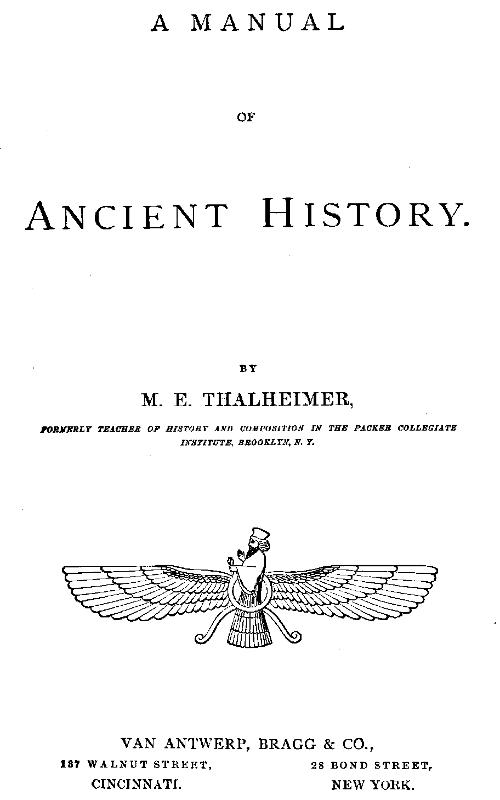 A MANUAL
OF
ANCIENT HISTORY.
BY
M. E. THALHEIMER,
FORMERLY TEACHER OF HISTORY AND COMPOSITION IN THE PACKER COLLEGIATE
INSTITUTE, BROOKLYN, N. Y.
VAN ANTWERP, BRAGG & CO.,
137 WALNUT STREET, 28 BOND STREET,
CINCINNATI. NEW YORK.